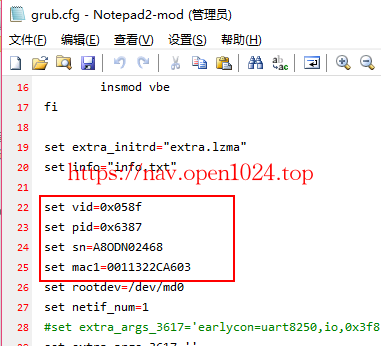 grub.cfg - Notepad2-mod (管理员)
文件(F) 编辑(E) 查看(V) 设置(S) 帮助(H)
16 insmod vbe
17 fi
18
19 set extra_initrd="extra.lzma"
20 set info="info.txt"
https://nav.open1024.top
21
22 set vid=0x058f
23 set pid=0x6387
24 set sn=A8ODN02468
25 set mac1=0011322CA603
26 set rootdev=/dev/md0
27 set netif_num=1
28 #set extra_args_3617='earlycon=uart8250,io,0x3f8
29 set extra_args_3617=''